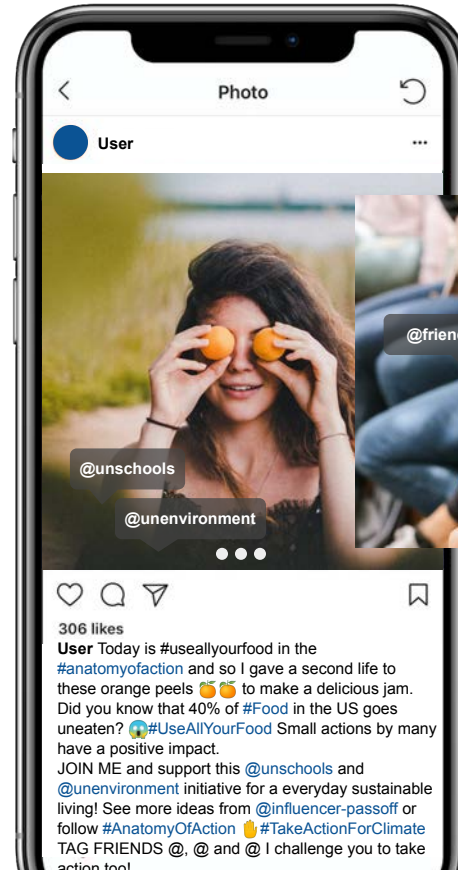 Photo
User
@friend
@unschools
@unenvironment
306 likes
User Today is #useallyourfood in the
#anatomyofaction and so I gave a second life to
these orange peels 🍊🍊 to make a delicious jam.
Did you know that 40% of #Food in the US goes
uneaten? 😱#UseAllYourFood Small actions by many
have a positive impact.
JOIN ME and support this @unschools and
@unenvironment initiative for a everyday sustainable
living! See more ideas from @influencer-passoff or
follow #AnatomyOfAction 🤚#TakeActionForClimate
TAG FRIENDS @, @ and @ I challenge you to take
action too!